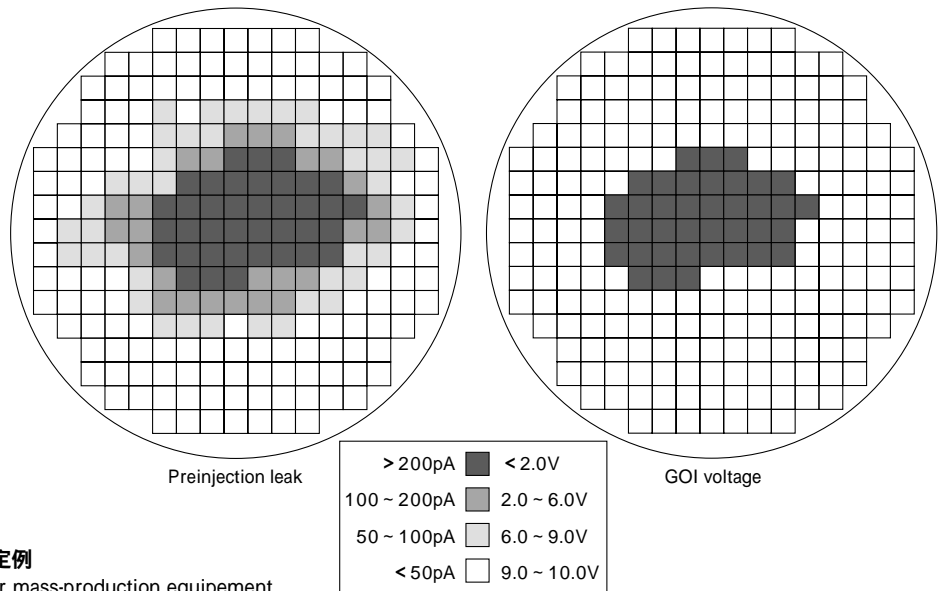 Preinjection leak
GOI voltage
>200pA <2.0V
100~200pA 2.0~6.0V
50~100pA 6.0~9.0V
<50pA 9.0~10.0V
定例
r mass-production equipement